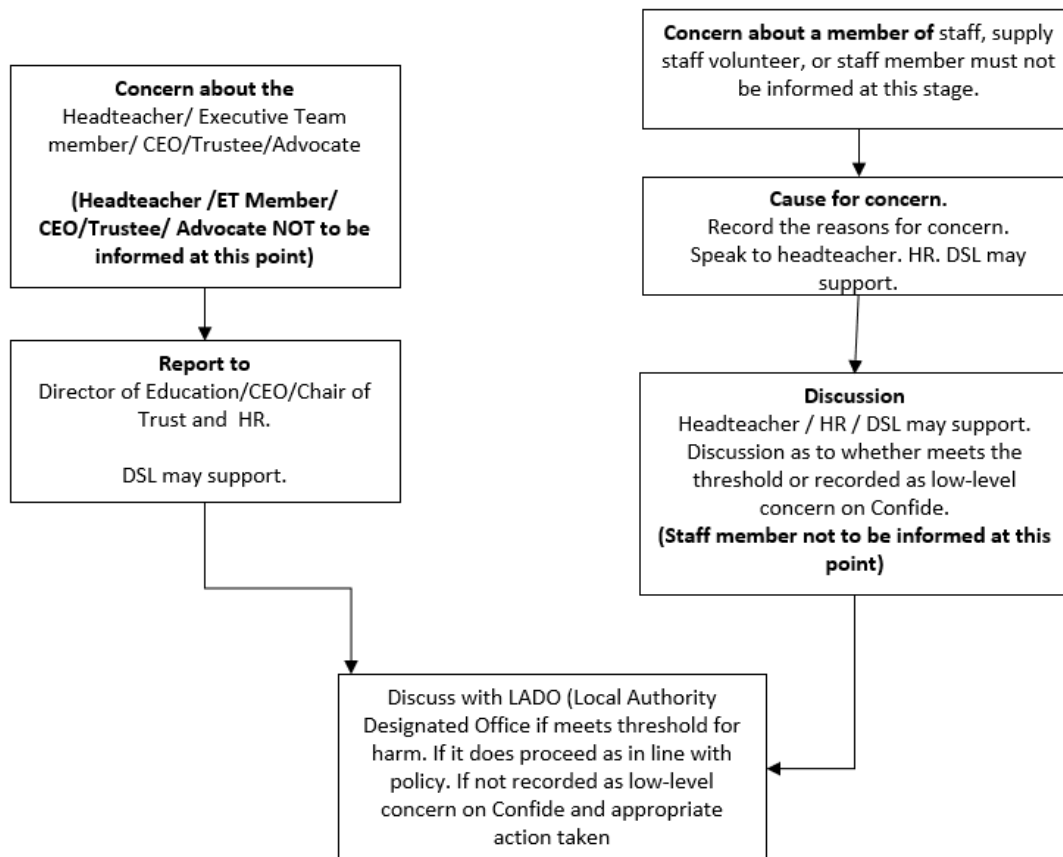 Concern about the
Headteacher/ Executive Team
member/ CEO/Trustee/Advocate
(Headteacher /ET Member/
CEO/Trustee/ Advocate NOT to be
informed at this point)
Report to
Director of Education/CEO/Chair of
Trust and  HR.
DSL may support.
Concern about a member of staff, supply
staff volunteer, or staff member must not
be informed at this stage.
Cause for concern.
Record the reasons for concern.
Speak to headteacher. HR. DSL may
support.
Discussion
Headteacher / HR / DSL may support.
Discussion as to whether meets the
threshold or recorded as low-level
concern on Confide.
(Staff member not to be informed at this
point)
Discuss with LADO (Local Authority
Designated Office if meets threshold for
harm. If it does proceed as in line with
policy. If not recorded as low-level
concern on Confide and appropriate
action taken